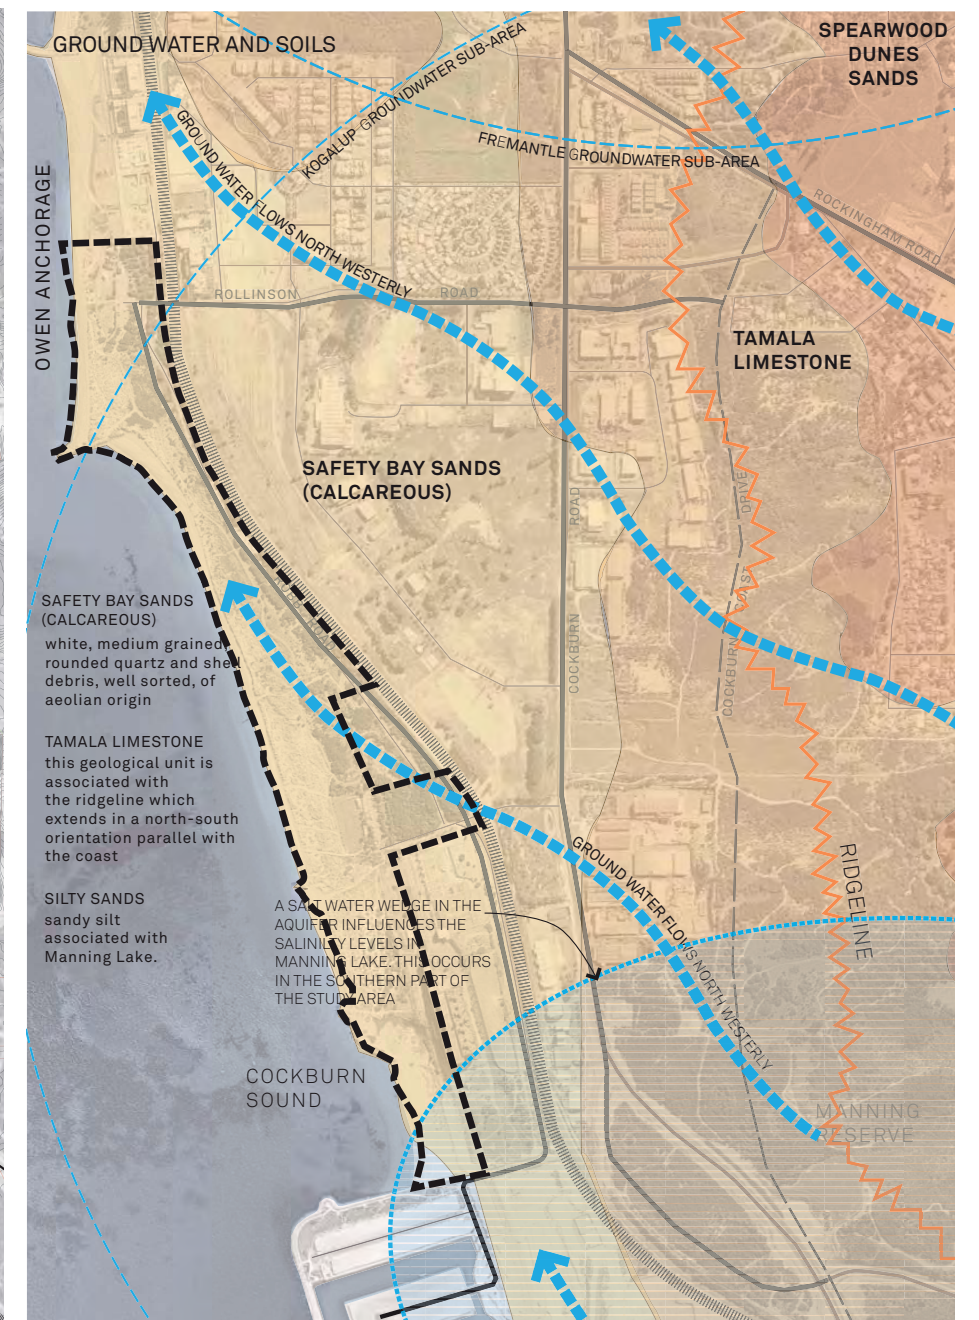 GROUND WATER AND SOILS
SPEARWOOD
DUNES
SANDS
KOGALUP GROUNDWATER SUB-AREA
FREMANTLE GROUNDWATER SUB-AREA
GROUND WATER FLOWS NORTH WESTERLY
ROCKINGHAM ROAD
OWEN ANCHORAGE
ROLLINSON ROAD
TAMALA
LIMESTONE
SAFETY BAY SANDS
(CALCAREOUS)
COCKBURN ROAD
COCKBURN COAST DRIVE
ROBB ROAD
SAFETY BAY SANDS
(CALCAREOUS)
white, medium grained,
rounded quartz and shell
debris, well sorted, of
aeolian origin
TAMALA LIMESTONE
this geological unit is
associated with
the ridgeline which
extends in a north-south
orientation parallel with
the coast
SILTY SANDS
sandy silt
associated with
Manning Lake.
GROUND WATER FLOWS NORTH WESTERLY
RIDGELINE
A SALT WATER WEDGE IN THE
AQUIFER INFLUENCES THE
SALINILTY LEVELS IN
MANNING LAKE. THIS OCCURS
IN THE SOUTHERN PART OF
THE STUDY AREA
COCKBURN
SOUND
MANNING
RESERVE